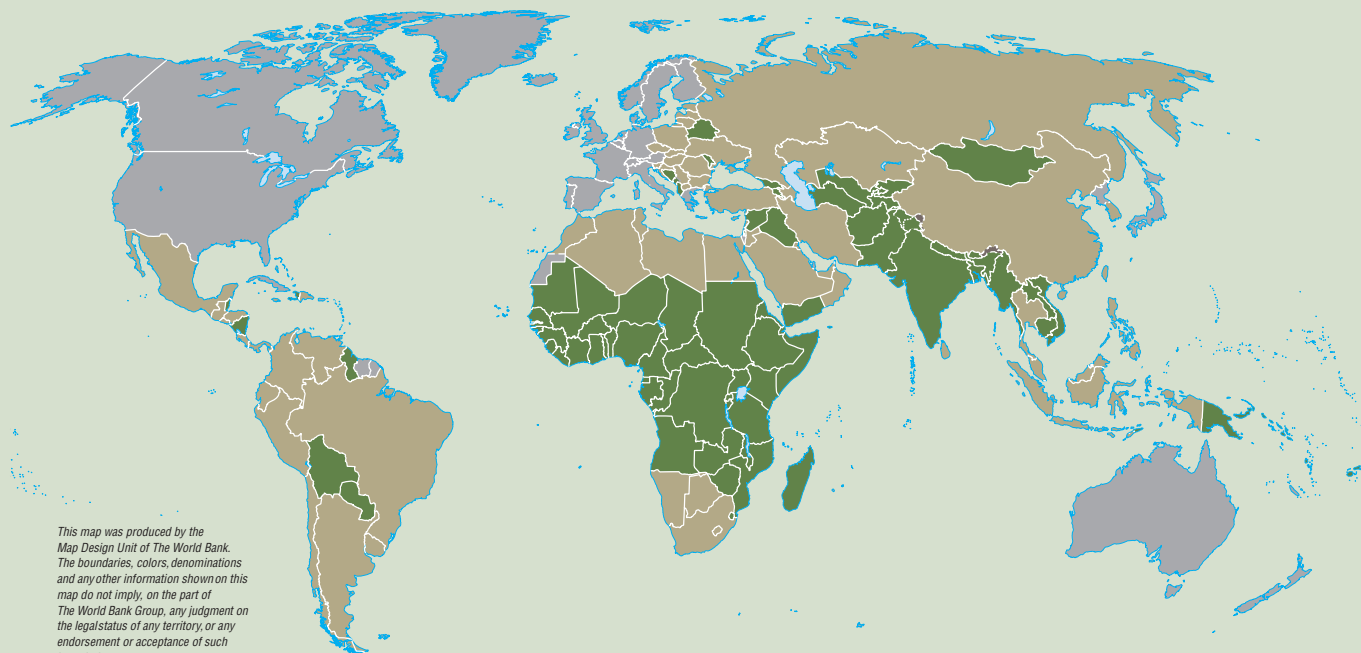 This map was produced by the
Map Design Unit of The World Bank.
The boundaries, colors, denominations
and any other information shown on this
map do not imply, on the part of
The World Bank Group, any judgment on
the legal status of any territory, or any
endorsement or acceptance of such